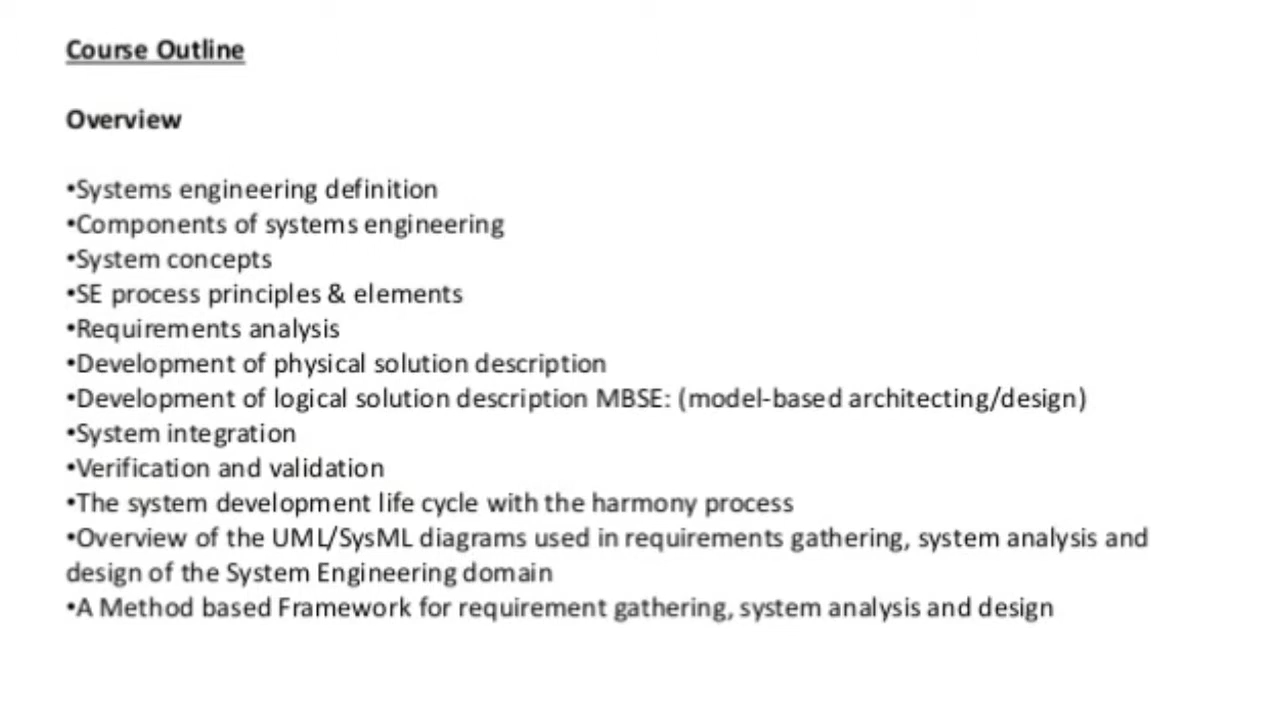 Course Outline
Overview
•Systems engineering definition
•Components of systems engineering
•System concepts
•SE process principles & elements
•Requirements analysis
•Development of physical solution description
•Development of logical solution description MBSE: (model-based architecting/design)
•System integration
•Verification and validation
•The system development life cycle with the harmony process
•Overview of the UML/SysML diagrams used in requirements gathering, system analysis and
design of the System Engineering domain
•A Method based Framework for requirement gathering, system analysis and design